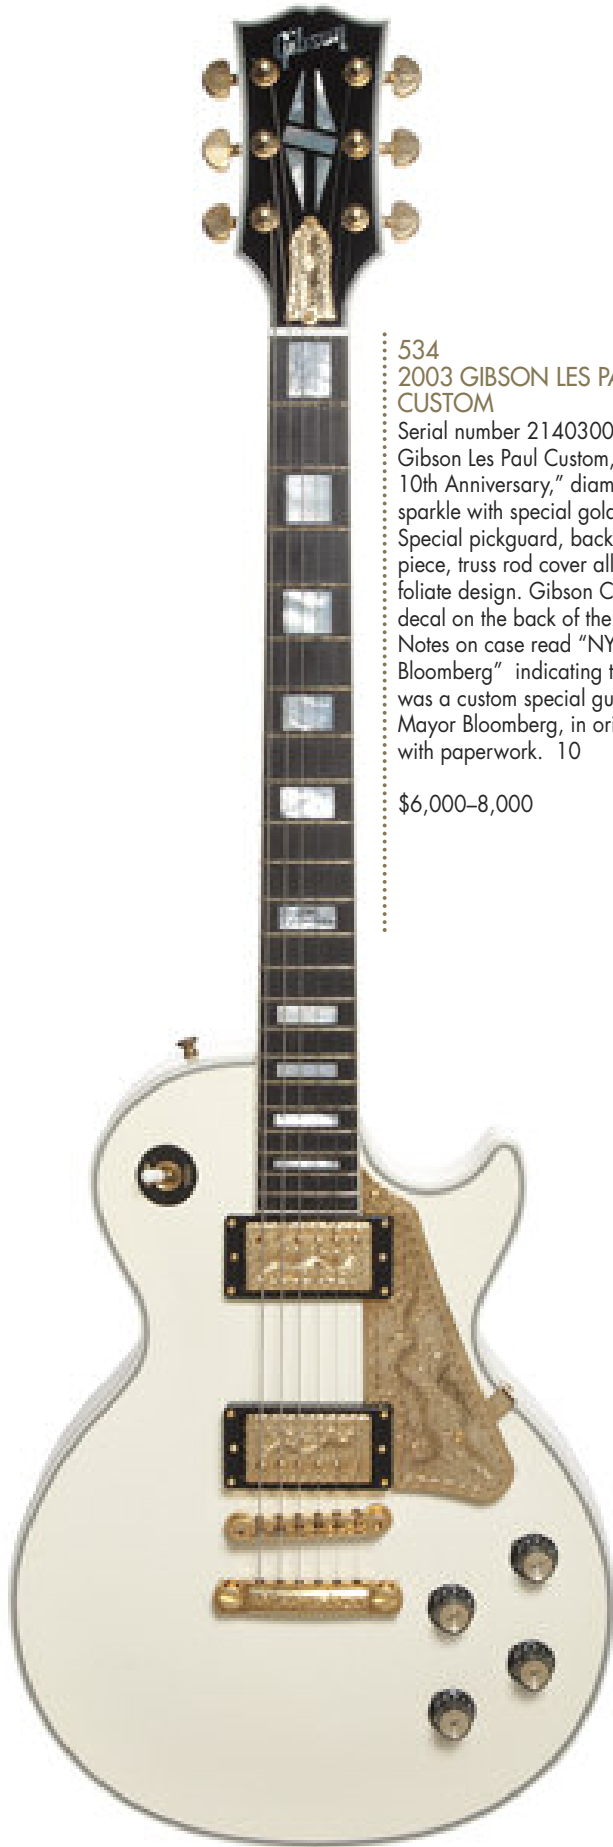 Gibson
534
2003 GIBSON LES PA
CUSTOM
Serial number 2140300
Gibson Les Paul Custom,
10th Anniversary,” diam
sparkle with special gold
Special pickguard, back
piece, truss rod cover all
foliate design. Gibson C
decal on the back of the
Notes on case read “NY
Bloomberg”  indicating t
was a custom special gu
Mayor Bloomberg, in ori
with paperwork.  10
$6,000–8,000